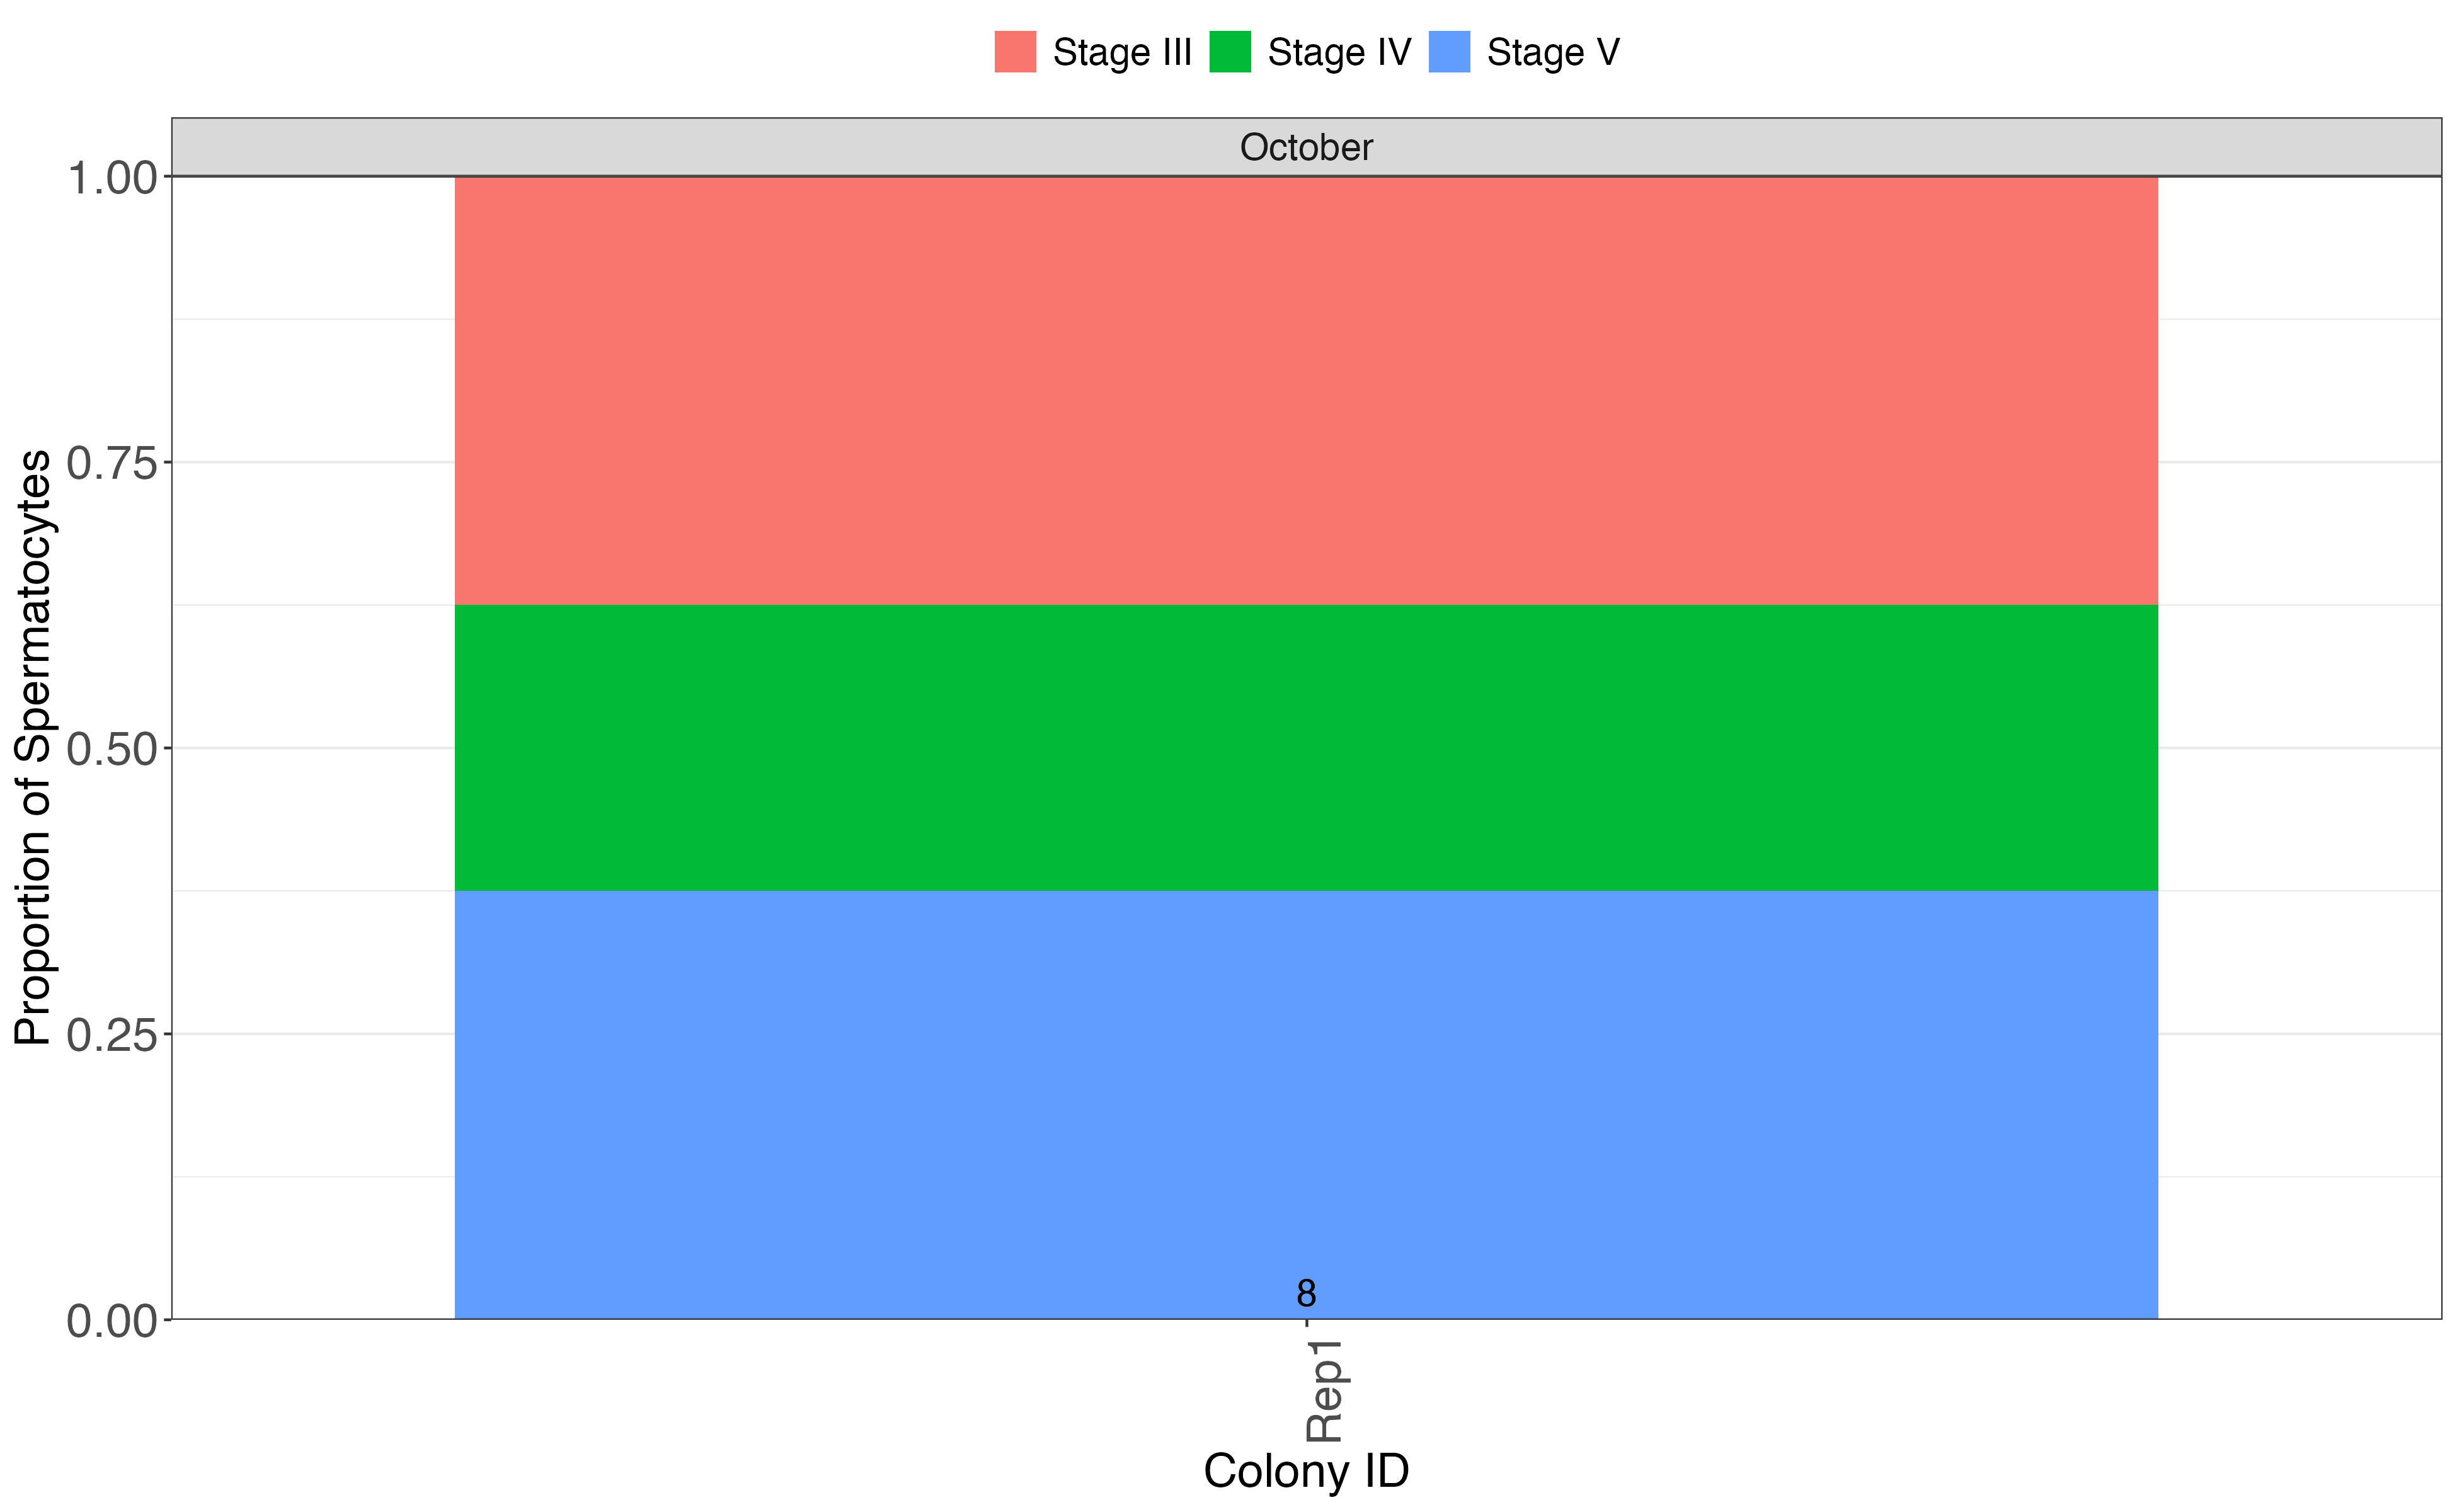 Stage III Stage IV Stage V
October
1.00
0.75
0.50
0.25
0.00
Proportion of Spermatocytes
8
Rep1
Colony ID